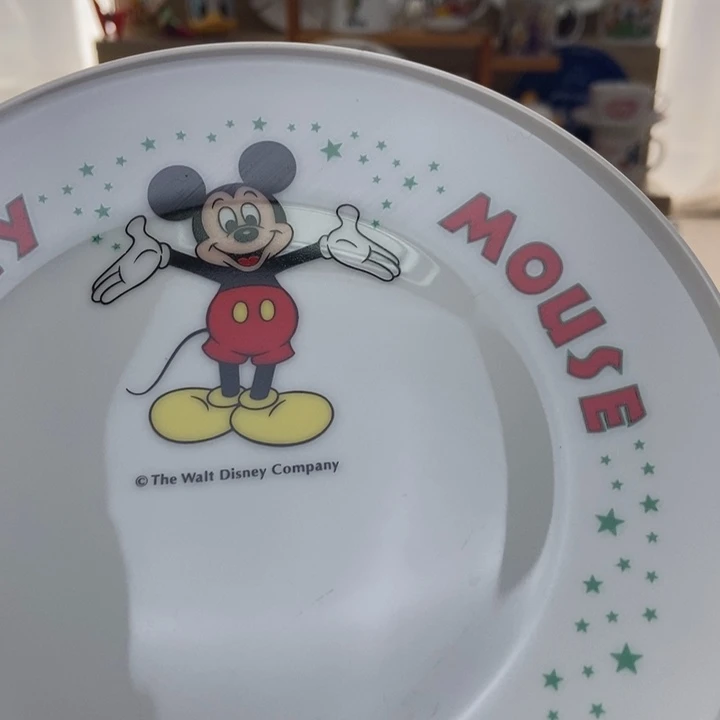 MOUSE
© The Walt Disney Company